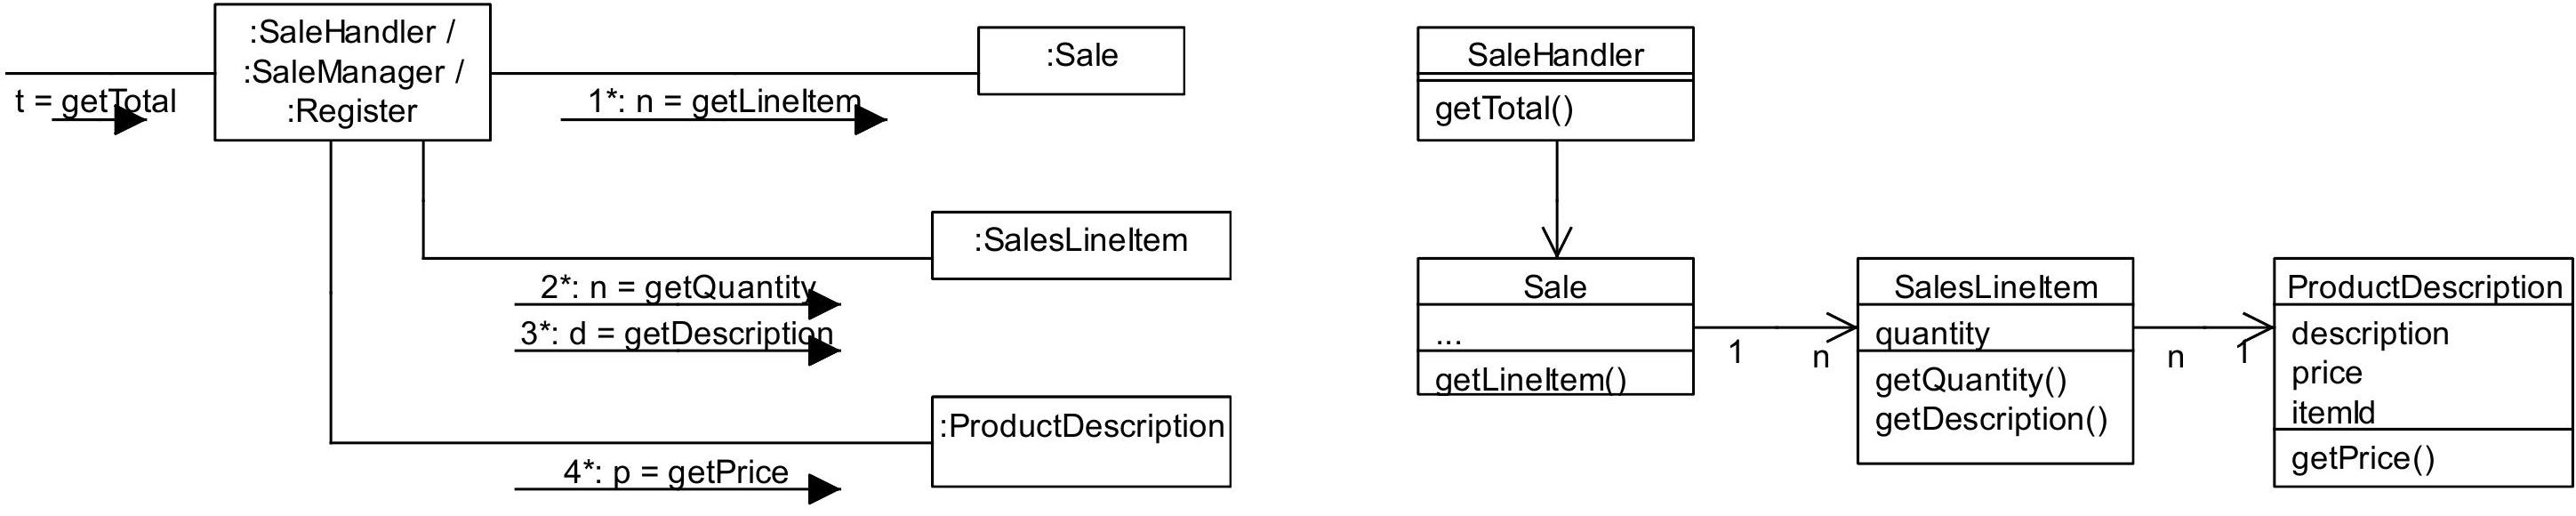 :SaleHandler /
:SaleManager /
:Register
t = getTotal
1*: n = getLineItem
:Sale
:SalesLineItem
2*: n = getQuantity
3*: d = getDescription
:ProductDescription
4*: p = getPrice
SaleHandler
getTotal()
Sale
...
getLineItem()
1
n
SalesLineItem
quantity
getQuantity()
getDescription()
n
1
ProductDescription
description
price
itemId
getPrice()